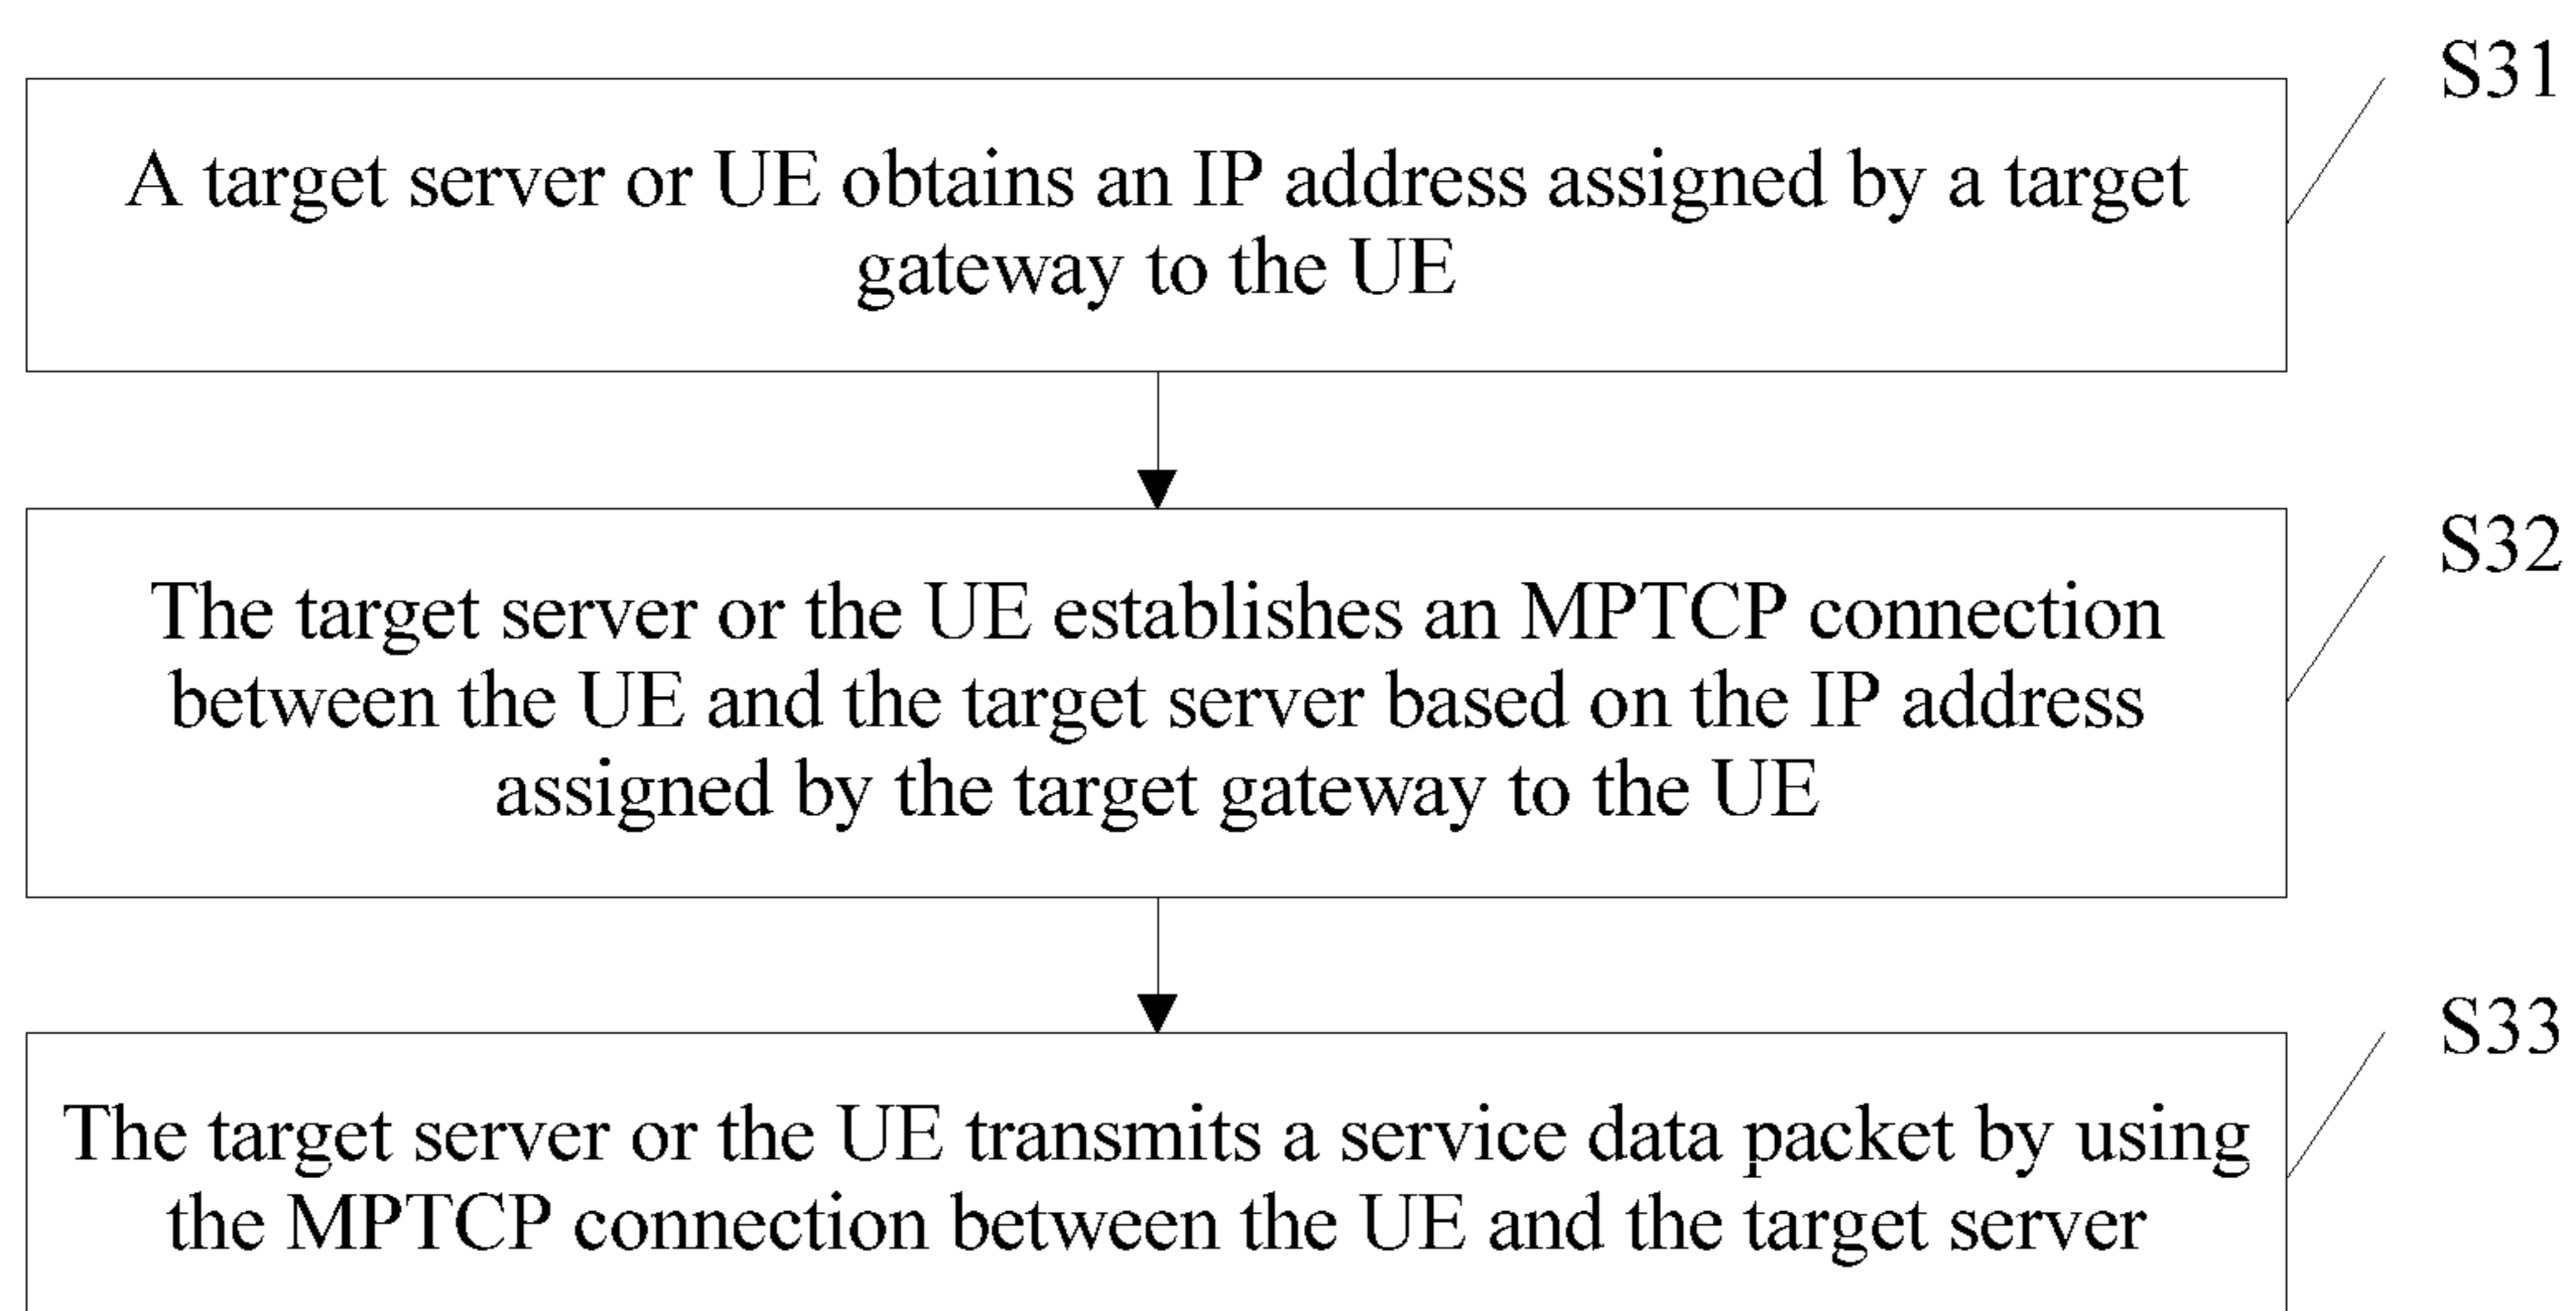 S31
A target server or UE obtains an IP address assigned by a target
gateway to the UE
S32
The target server or the UE establishes an MPTCP connection
between the UE and the target server based on the IP address
assigned by the target gateway to the UE
S33
The target server or the UE transmits a service data packet by using
the MPTCP connection between the UE and the target server